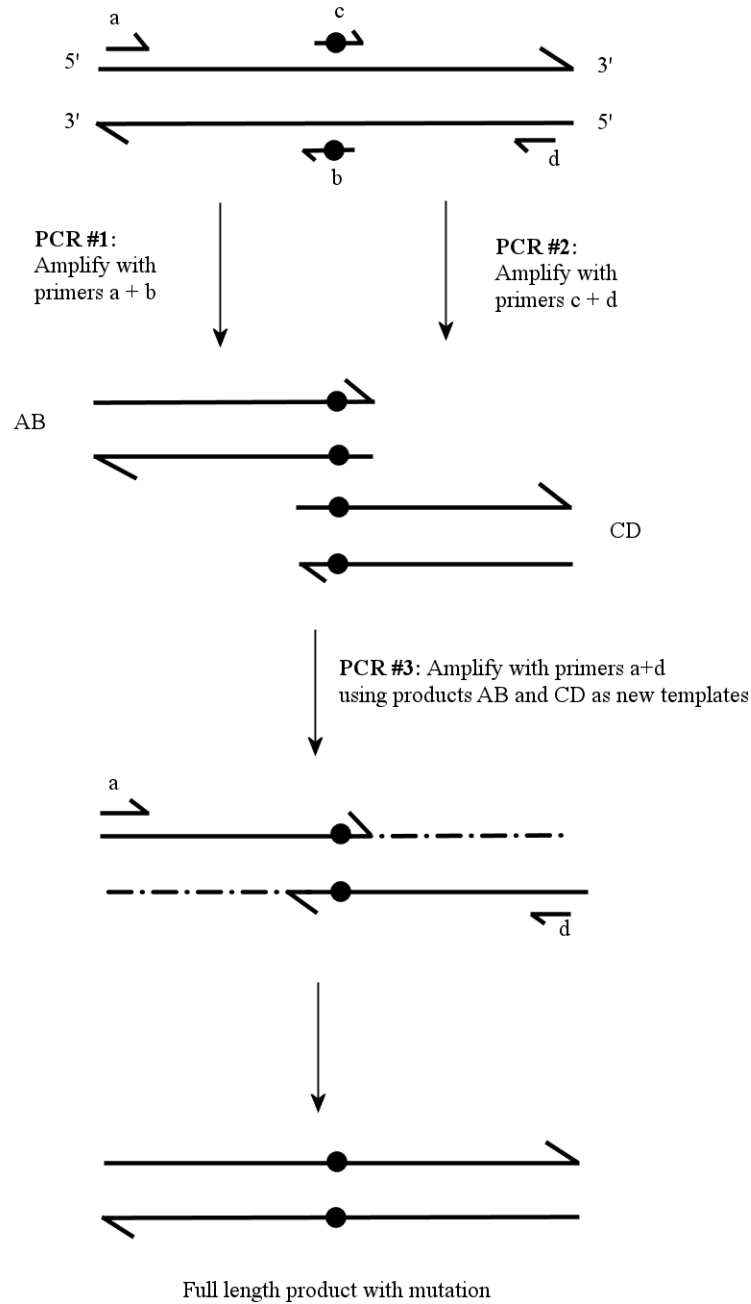 a
c
5'
3'
3'
5'
b
d
PCR #1:
Amplify with
primers a + b
PCR #2:
Amplify with
primers c + d
AB
CD
PCR #3: Amplify with primers a+d
using products AB and CD as new templates
a
d
Full length product with mutation